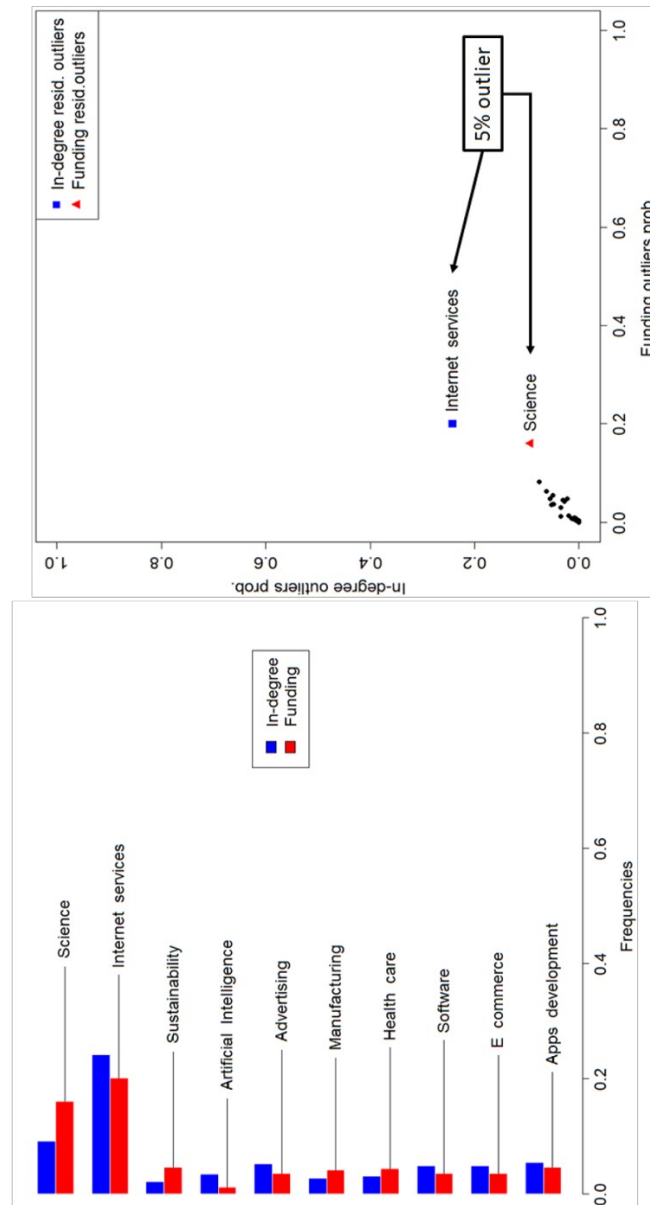 Science
Internet services
Sustainability
Artificial Intelligence
Advertising
Manufacturing
Health care
Software
E commerce
Apps development
In-degree
Funding
0.0 0.2 0.4 0.6 0.8 1.0
Frequencies
In-degree resid. outliers
Funding resid.outliers
5% outlier
Internet services
Science
1.0
0.8
0.6
0.4
0.2
0.0
In-degree outliers prob.
0.0 0.2 0.4 0.6 0.8 1.0
Funding outliers prob.